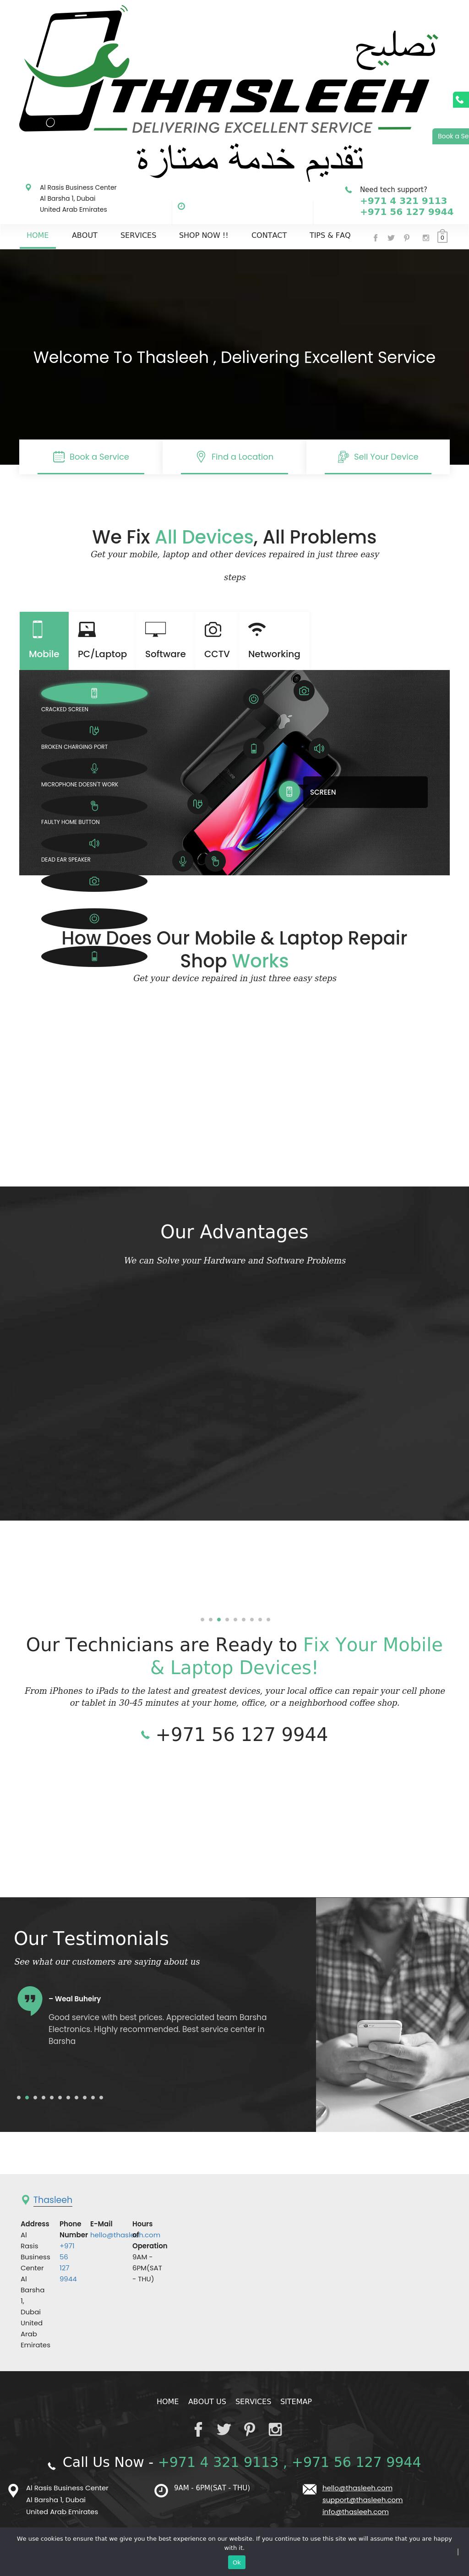 تصليح
THASLEEH
DELIVERING EXCELLENT SERVICE
تقديم خدمة ممتازة
Al Rasis Business Center
Al Barsha 1, Dubai
United Arab Emirates
Need tech support?
+971 4 321 9113
+971 56 127 9944
Book a Se
HOME ABOUT SERVICES SHOP NOW !! CONTACT TIPS & FAQ
0
Welcome To Thasleeh , Delivering Excellent Service
Book a Service
Find a Location
Sell Your Device
We Fix All Devices, All Problems
Get your mobile, laptop and other devices repaired in just three easy
steps
Mobile PC/Laptop Software CCTV Networking
CRACKED SCREEN
BROKEN CHARGING PORT
MICROPHONE DOESN'T WORK
FAULTY HOME BUTTON
DEAD EAR SPEAKER
SCREEN
How Does Our Mobile & Laptop Repair
Shop Works
Get your device repaired in just three easy steps
Our Advantages
We can Solve your Hardware and Software Problems
Our Technicians are Ready to Fix Your Mobile
& Laptop Devices!
From iPhones to iPads to the latest and greatest devices, your local office can repair your cell phone
or tablet in 30-45 minutes at your home, office, or a neighborhood coffee shop.
+971 56 127 9944
Our Testimonials
See what our customers are saying about us
– Weal Buheiry
Good service with best prices. Appreciated team Barsha
Electronics. Highly recommended. Best service center in
Barsha
Thasleeh
Address
Al
Rasis
Business
Center
Al
Barsha
1,
Dubai
United
Arab
Emirates
Phone
Number
+971
56
127
9944
E-Mail
hello@thasleeh.com
Hours
of
Operation
9AM -
6PM(SAT
- THU)
HOME ABOUT US SERVICES SITEMAP
Call Us Now - +971 4 321 9113 , +971 56 127 9944
Al Rasis Business Center
Al Barsha 1, Dubai
United Arab Emirates
9AM - 6PM(SAT - THU)
hello@thasleeh.com
support@thasleeh.com
info@thasleeh.com
We use cookies to ensure that we give you the best experience on our website. If you continue to use this site we will assume that you are happy
with it.
Ok